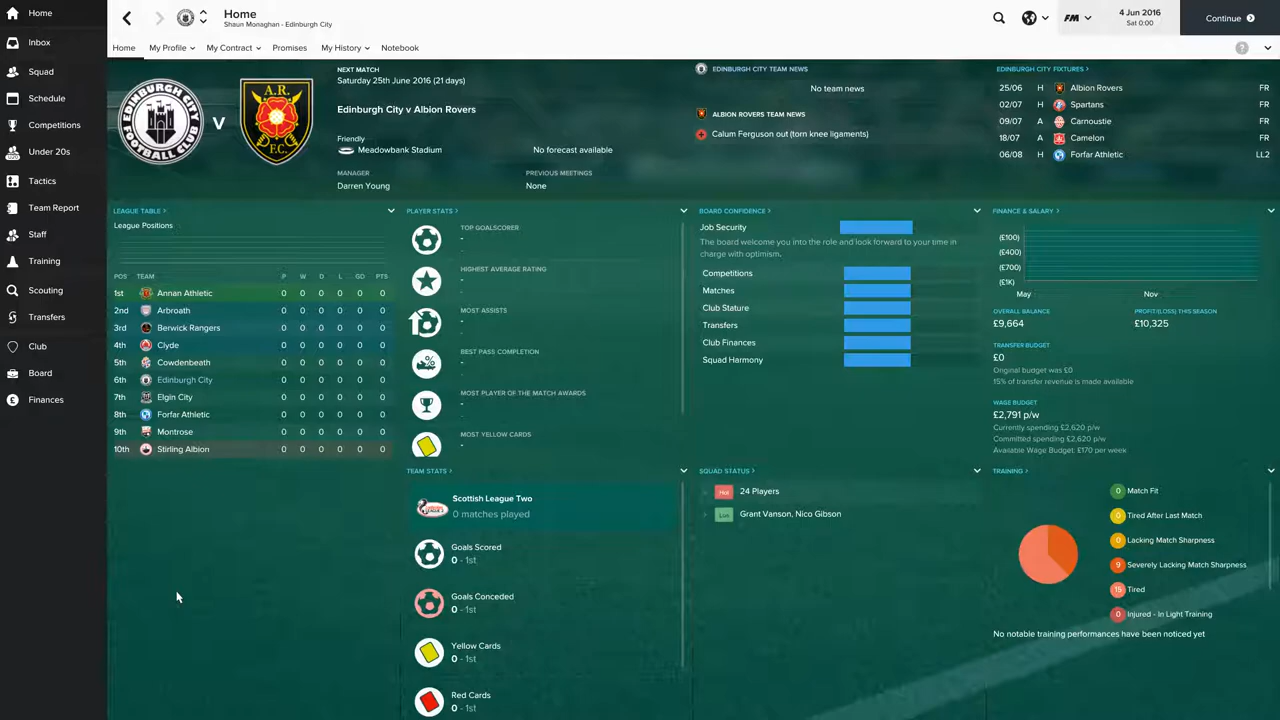 Home
Inbox
Squad
Schedule
Competitions
Under 20s
Tactics
Team Report
Staff
Training
Scouting
Transfers
Club
Board
Finances
Home
Shaun Monaghan - Edinburgh City
FM
4 Jun 2016
Sat 0:00
Continue
Home
My Profile
My Contract
Promises
My History
Notebook
?
EDINBURGH CITY
FOOTBALL CLUB
V
A.R.
F.C.
NEXT MATCH
Saturday 25th June 2016 (21 days)
Edinburgh City v Albion Rovers
Friendly
Meadowbank Stadium
No forecast available
MANAGER
Darren Young
PREVIOUS MEETINGS
None
EDINBURGH CITY TEAM NEWS
No team news
ALBION ROVERS TEAM NEWS
Calum Ferguson out (torn knee ligaments)
EDINBURGH CITY FIXTURES >
25/06 H Albion Rovers FR
02/07 H Spartans FR
09/07 A Carnoustie FR
18/07 A Camelon FR
06/08 H Forfar Athletic LL2
LEAGUE TABLE >
League Positions
POS TEAM P W D L GD PTS
1st Annan Athletic 0 0 0 0 0 0
2nd Arbroath 0 0 0 0 0 0
3rd Berwick Rangers 0 0 0 0 0 0
4th Clyde 0 0 0 0 0 0
5th Cowdenbeath 0 0 0 0 0 0
6th Edinburgh City 0 0 0 0 0 0
7th Elgin City 0 0 0 0 0 0
8th Forfar Athletic 0 0 0 0 0 0
9th Montrose 0 0 0 0 0 0
10th Stirling Albion 0 0 0 0 0 0
PLAYER STATS >
TOP GOALSCORER
-
-
HIGHEST AVERAGE RATING
-
-
MOST ASSISTS
-
-
BEST PASS COMPLETION
-
-
MOST PLAYER OF THE MATCH AWARDS
-
-
MOST YELLOW CARDS
-
TEAM STATS >
Scottish League Two
0 matches played
Goals Scored
0 - 1st
Goals Conceded
0 - 1st
Yellow Cards
0 - 1st
Red Cards
0 - 1st
BOARD CONFIDENCE >
Job Security
The board welcome you into the role and look forward to your time in
charge with optimism.
Competitions
Matches
Club Stature
Transfers
Club Finances
Squad Harmony
SQUAD STATUS >
24 Players
Grant Vanson, Nico Gibson
FINANCE & SALARY >
(£100)
(£400)
(£700)
(£1K)
May
Nov
OVERALL BALANCE
£9,664
PROFIT/(LOSS) THIS SEASON
£10,325
TRANSFER BUDGET
£0
Original budget was £0
15% of transfer revenue is made available
WAGE BUDGET
£2,791 p/w
Currently spending £2,620 p/w
Committed spending £2,620 p/w
Available Wage Budget: £170 per week
TRAINING >
0 Match Fit
0 Tired After Last Match
0 Lacking Match Sharpness
9 Severely Lacking Match Sharpness
15 Tired
0 Injured - In Light Training
No notable training performances have been noticed yet